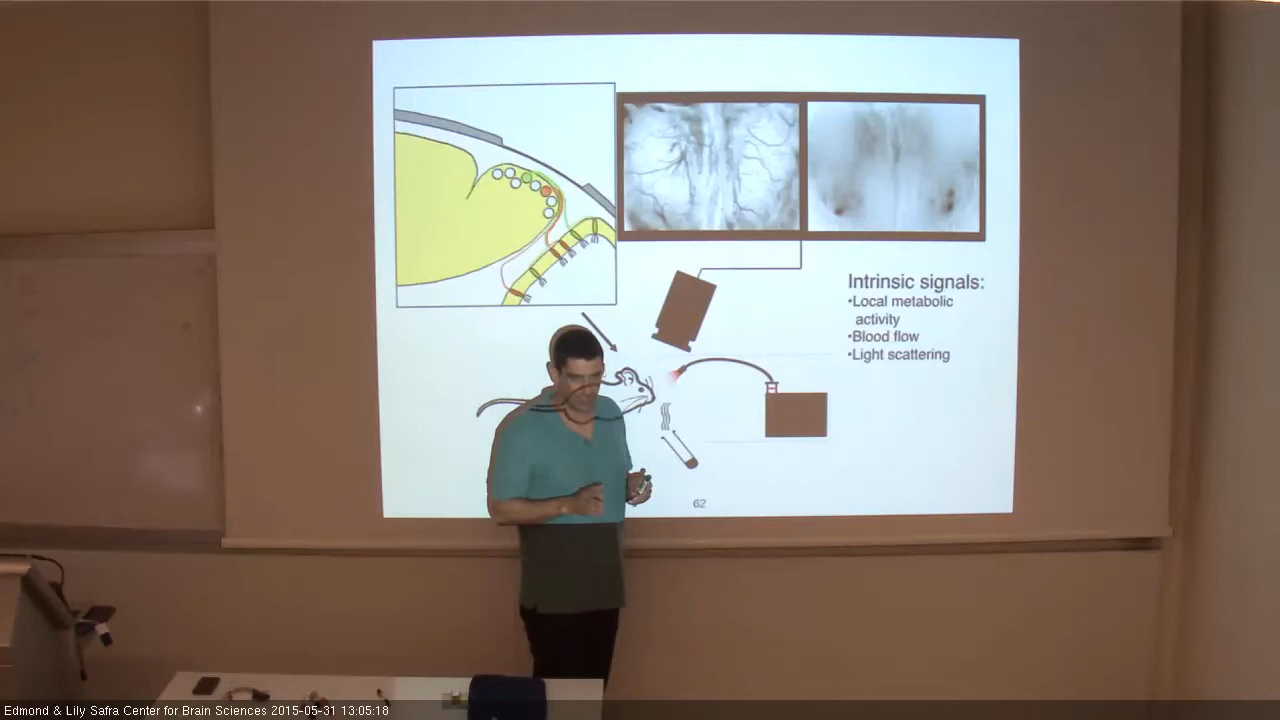 Intrinsic signals:
•Local metabolic
activity
•Blood flow
•Light scattering
62
Edmond & Lily Safra Center for Brain Sciences 2015-05-31 13:05:18